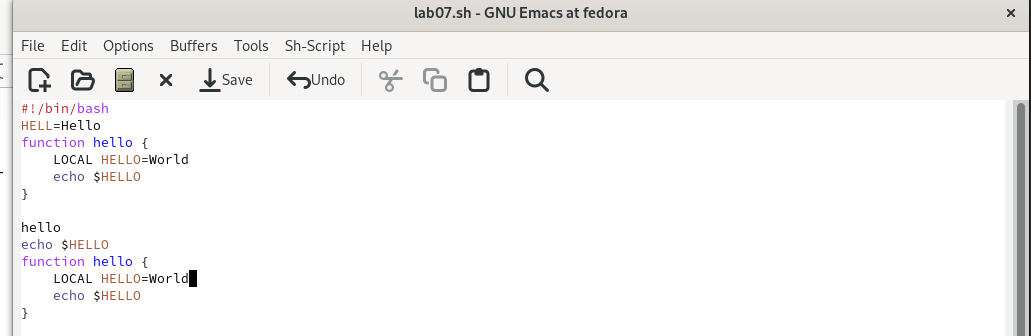 lab07.sh - GNU Emacs at fedora
File Edit Options Buffers Tools Sh-Script Help
Save Undo
#!/bin/bash
HELL=Hello
function hello {
    LOCAL HELLO=World
    echo $HELLO
}

hello
echo $HELLO
function hello {
    LOCAL HELLO=World
    echo $HELLO
}